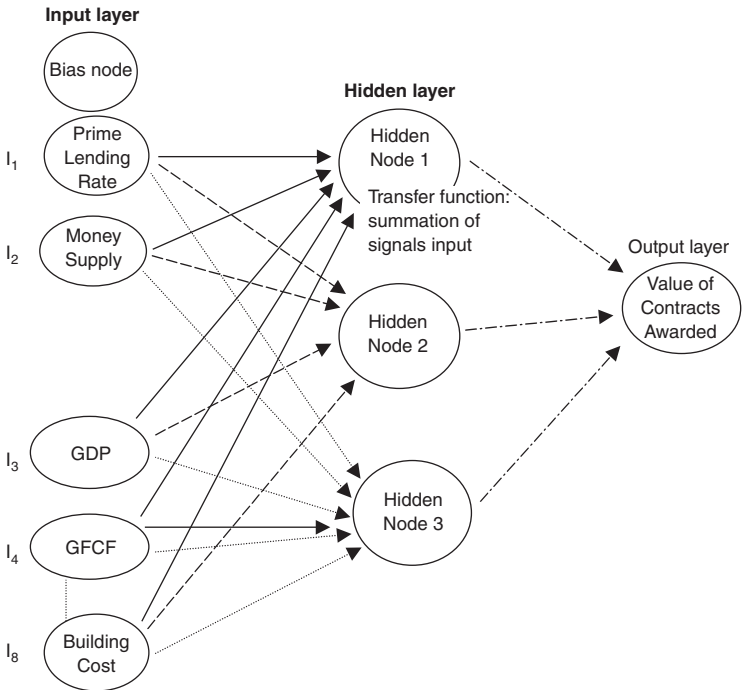 Input layer
Bias node
Hidden layer
I1
Prime
Lending
Rate
Hidden
Node 1
Transfer function:
summation of
signals input
I2
Money
Supply
Output layer
Value of
Contracts
Awarded
Hidden
Node 2
I3
GDP
Hidden
Node 3
I4
GFCF
I8
Building
Cost